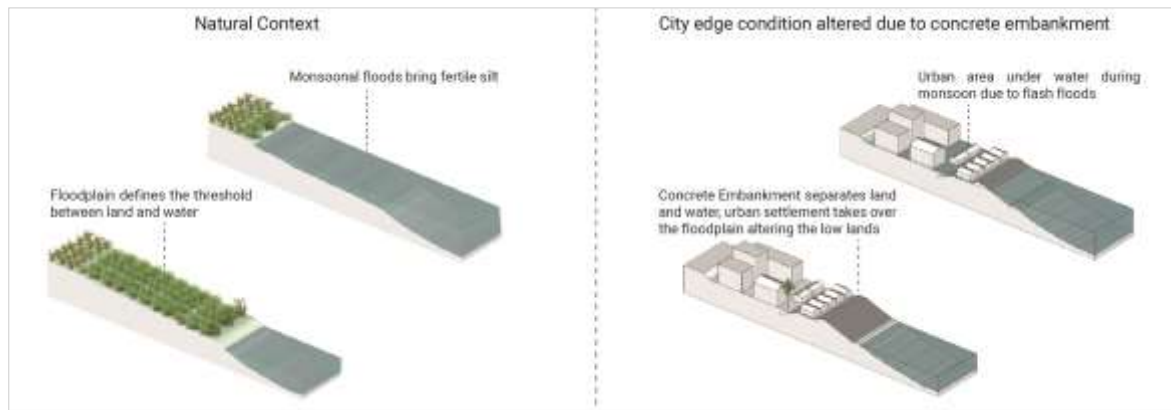 Natural Context
Monsoonal floods bring fertile silt
Floodplain defines the threshold
between land and water
City edge condition altered due to concrete embankment
Urban area under water during
monsoon due to flash floods
Concrete Embankment separates land
and water, urban settlement takes over
the floodplain altering the low lands